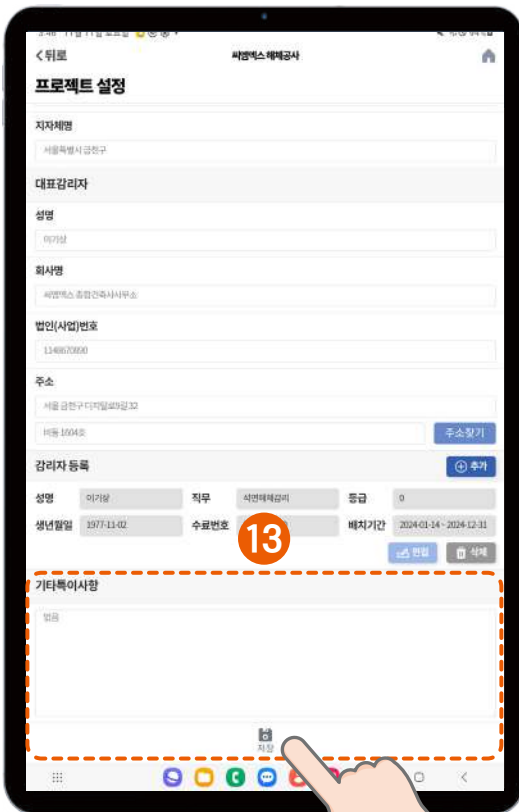 뒤로
씨엠엑스 해체공사
프로젝트 설정
지자체명
서울특별시 금천구
대표감리자
성명
이기상
회사명
씨엠엑스 종합건축사사무소
법인(사업)번호
1148670890
주소
서울 금천구 디지털로9길 32
비동 1604호
주소찾기
감리자 등록
추가
성명 이기상 직무 석면해체감리 등급 0
생년월일 1977-11-02 수료번호 배치기간 2024-01-14 ~ 2024-12-31
13
편집 삭제
기타특이사항
없음
저장